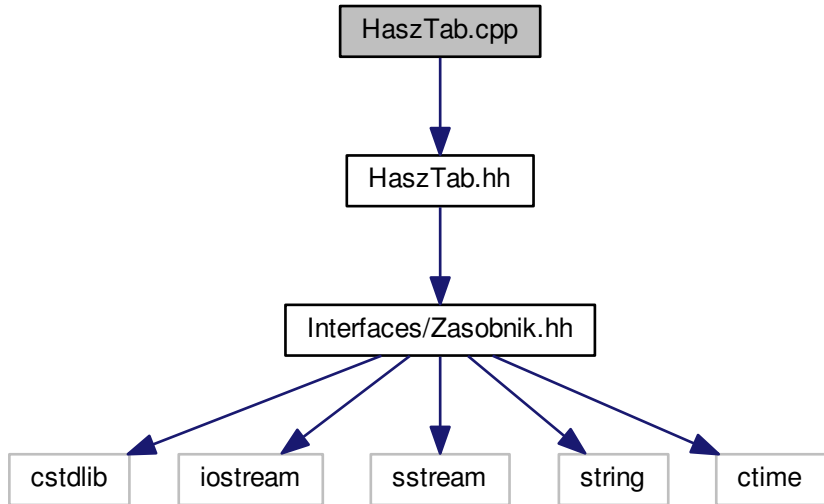 HaszTab.cpp
HaszTab.hh
Interfaces/Zasobnik.hh
cstdlib
iostream
sstream
string
ctime